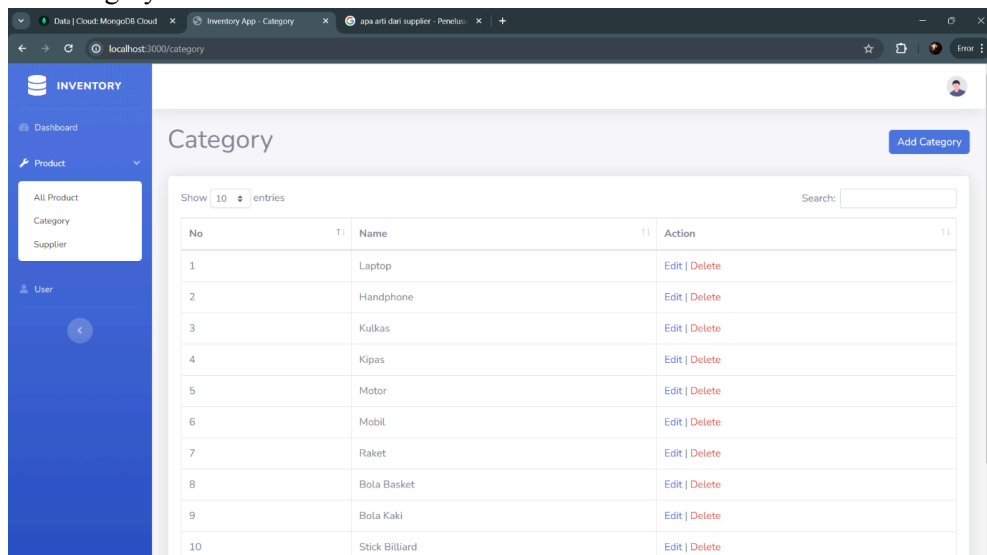 Data | Cloud: MongoDB Cloud
Inventory App - Category
apa arti dari supplier - Penelus
localhost:3000/category
Error
INVENTORY
Dashboard
Product
All Product
Category
Supplier
User
Category
Add Category
Show 10 entries
Search:
No Name Action
1 Laptop Edit | Delete
2 Handphone Edit | Delete
3 Kulkas Edit | Delete
4 Kipas Edit | Delete
5 Motor Edit | Delete
6 Mobil Edit | Delete
7 Raket Edit | Delete
8 Bola Basket Edit | Delete
9 Bola Kaki Edit | Delete
10 Stick Billiard Edit | Delete